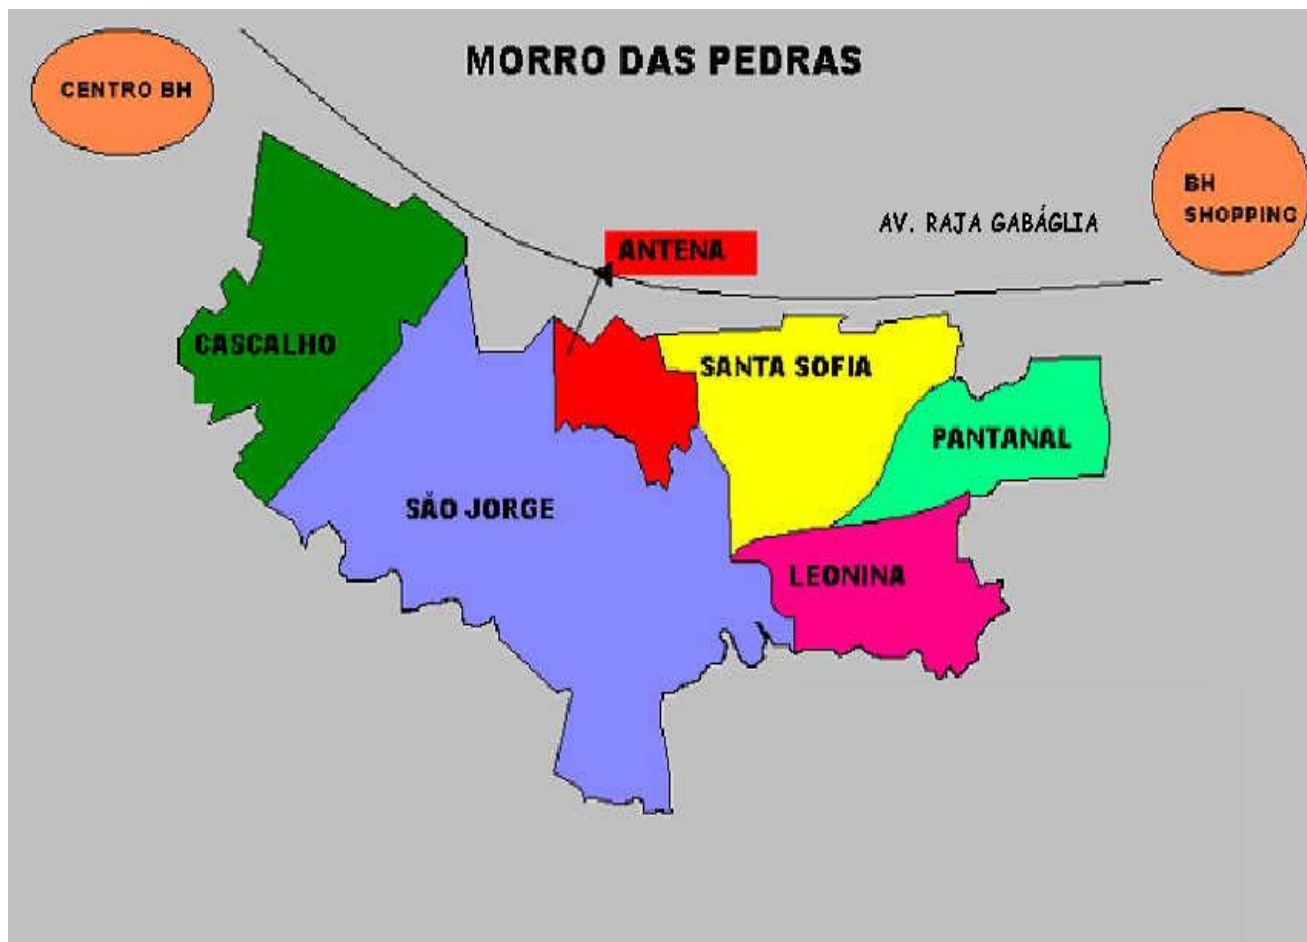 MORRO DAS PEDRAS
CENTRO BH
BH
SHOPPING
AV. RAJA GABÁGLIA
ANTENA
CASCALHO
SANTA SOFIA
PANTANAL
SÃO JORGE
LEONINA